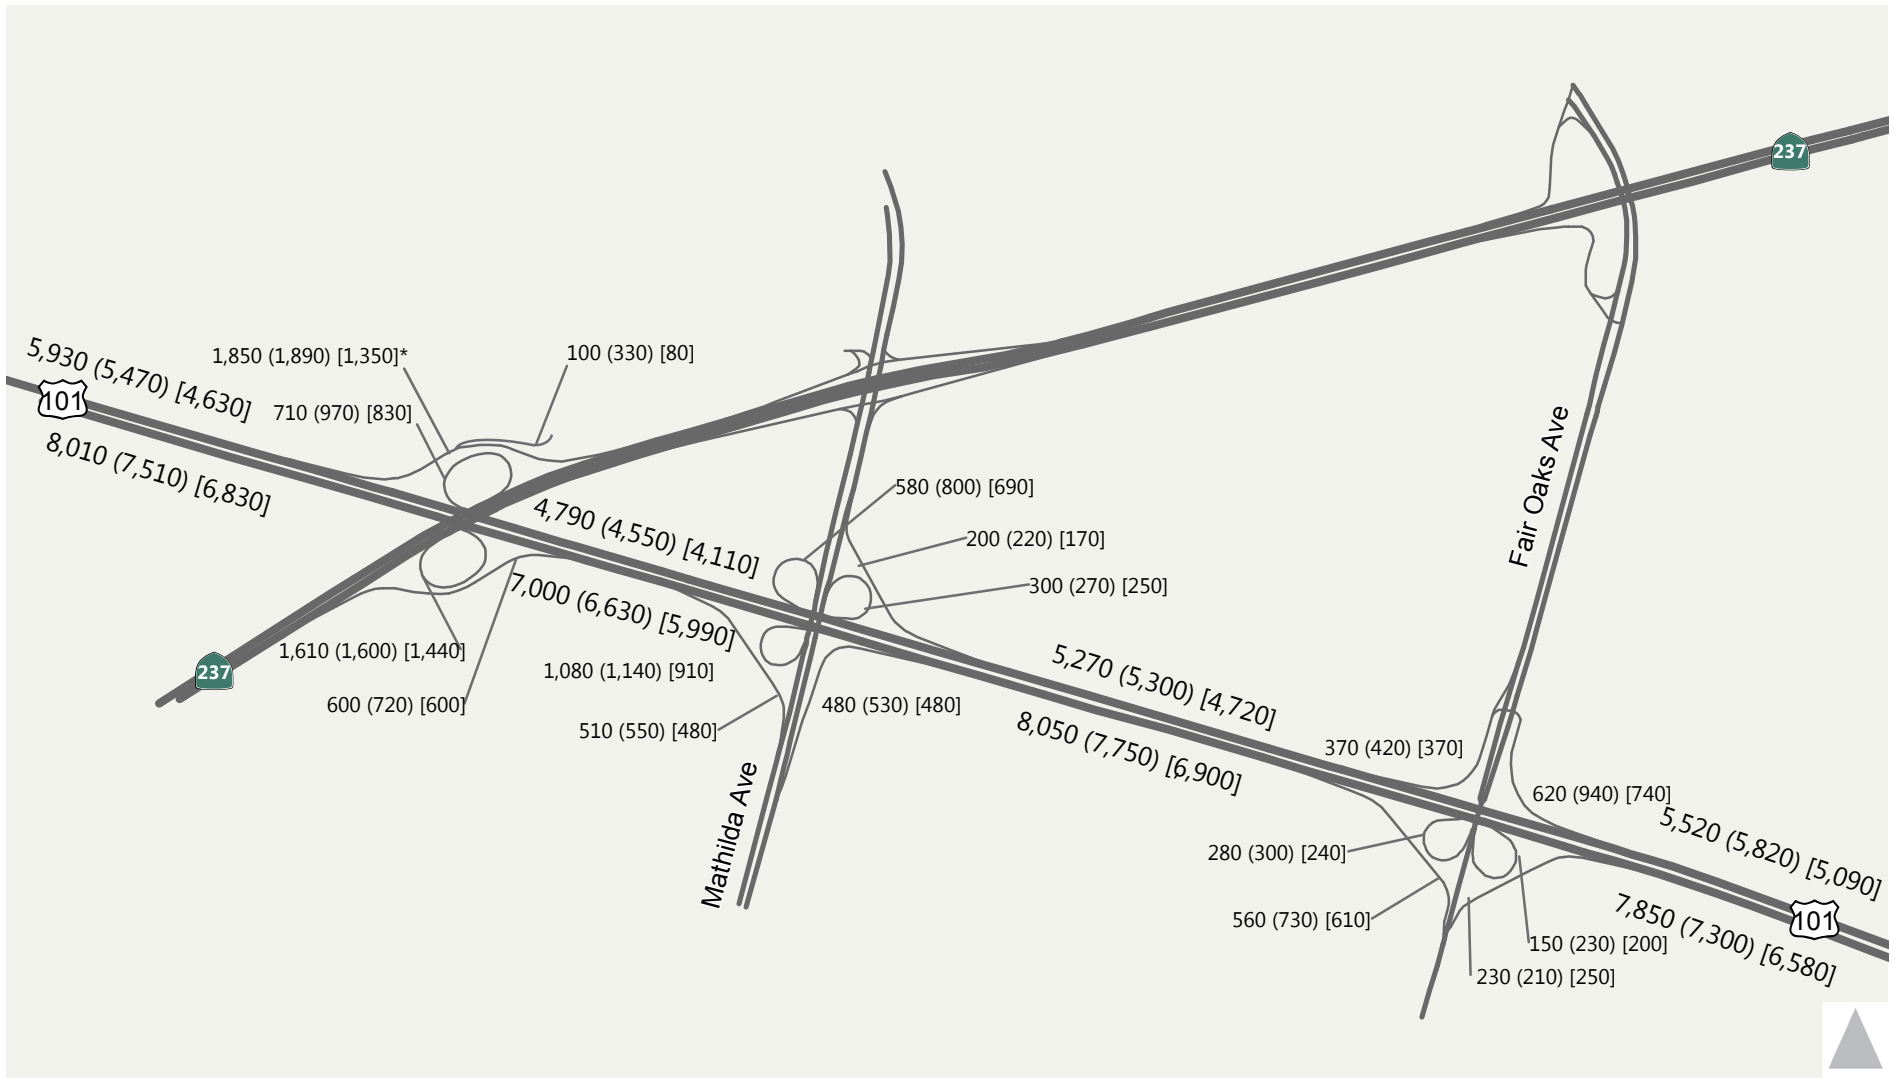 237
5,930 (5,470) [4,630]
1,850 (1,890) [1,350]*
100 (330) [80]
101
710 (970) [830]
8,010 (7,510) [6,830]
Fair Oaks Ave
580 (800) [690]
4,790 (4,550) [4,110]
200 (220) [170]
300 (270) [250]
7,000 (6,630) [5,990]
1,610 (1,600) [1,440]
237
1,080 (1,140) [910]
5,270 (5,300) [4,720]
600 (720) [600]
480 (530) [480]
510 (550) [480]
8,050 (7,750) [6,900]
370 (420) [370]
620 (940) [740]
Mathilda Ave
5,520 (5,820) [5,090]
280 (300) [240]
560 (730) [610]
101
7,850 (7,300) [6,580]
150 (230) [200]
230 (210) [250]